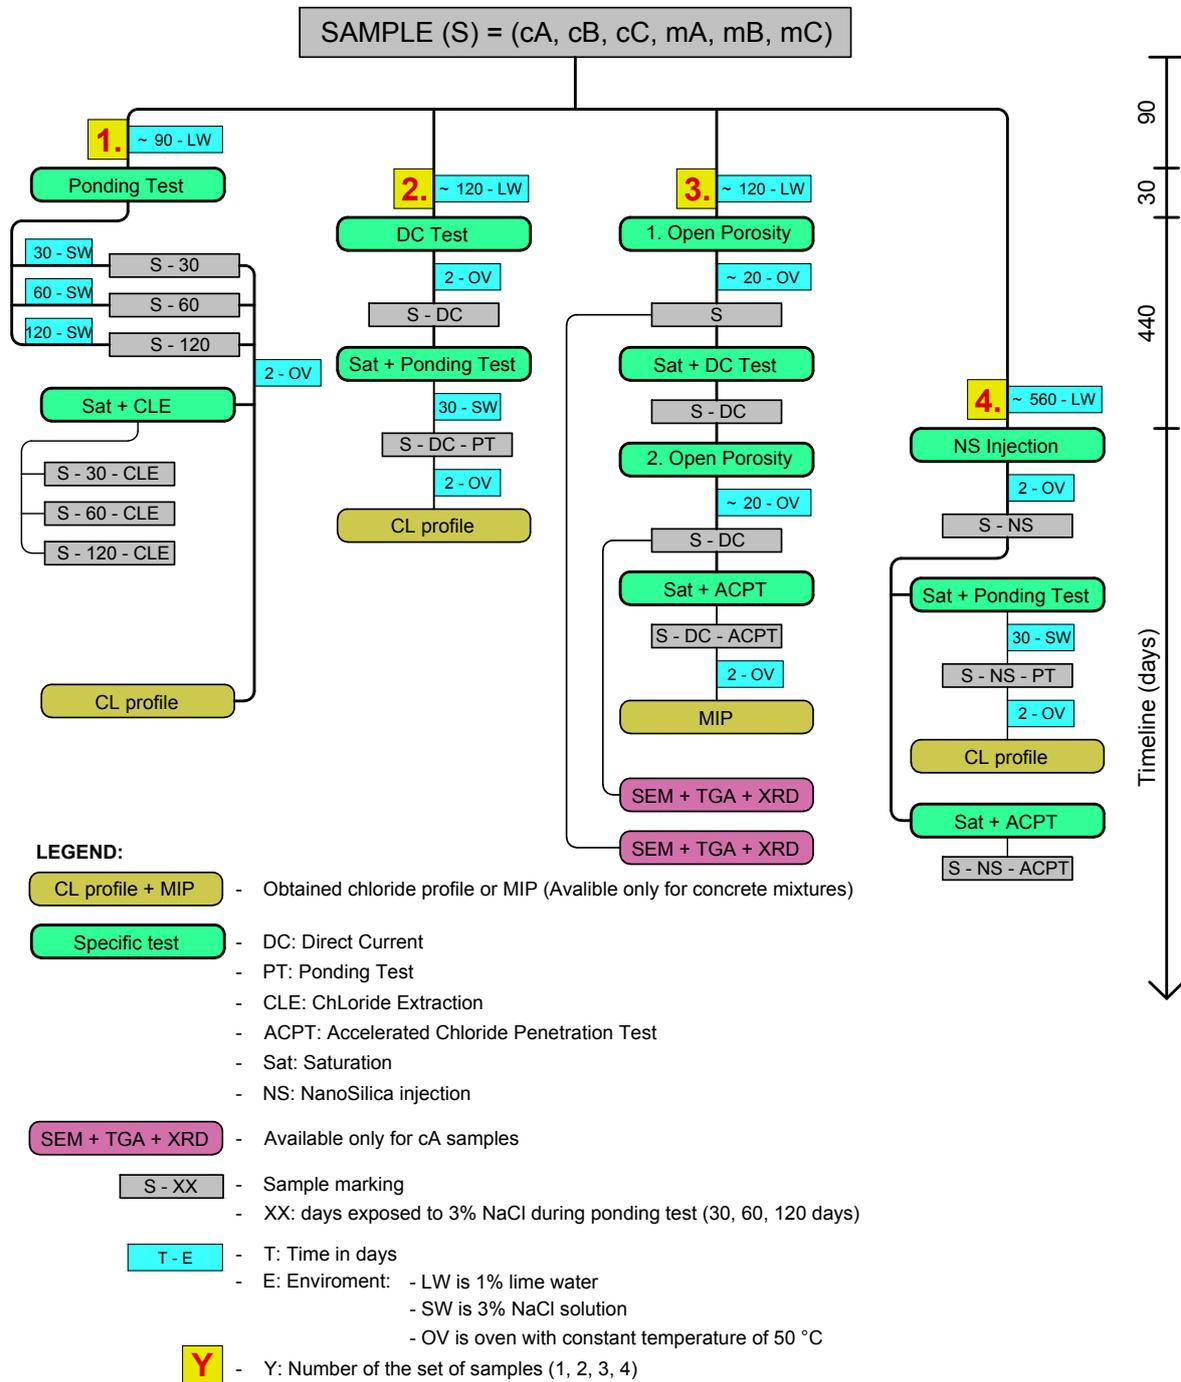 SAMPLE (S) = (cA, cB, cC, mA, mB, mC)
1.
~ 90 - LW
Ponding Test
30 - SW
S - 30
60 - SW
S - 60
120 - SW
S - 120
2 - OV
Sat + CLE
S - 30 - CLE
S - 60 - CLE
S - 120 - CLE
CL profile
2.
~ 120 - LW
DC Test
2 - OV
S - DC
Sat + Ponding Test
30 - SW
S - DC - PT
2 - OV
CL profile
3.
~ 120 - LW
1. Open Porosity
~ 20 - OV
S
Sat + DC Test
S - DC
2. Open Porosity
~ 20 - OV
S - DC
Sat + ACPT
S - DC - ACPT
2 - OV
MIP
SEM + TGA + XRD
SEM + TGA + XRD
4.
~ 560 - LW
NS Injection
2 - OV
S - NS
Sat + Ponding Test
30 - SW
S - NS - PT
2 - OV
CL profile
Sat + ACPT
S - NS - ACPT
90
30
440
Timeline (days)
LEGEND:
CL profile + MIP - Obtained chloride profile or MIP (Avalible only for concrete mixtures)
Specific test - DC: Direct Current
- PT: Ponding Test
- CLE: ChLoride Extraction
- ACPT: Accelerated Chloride Penetration Test
- Sat: Saturation
- NS: NanoSilica injection
SEM + TGA + XRD - Available only for cA samples
S - XX - Sample marking
- XX: days exposed to 3% NaCl during ponding test (30, 60, 120 days)
T - E - T: Time in days
- E: Enviroment: - LW is 1% lime water
- SW is 3% NaCl solution
- OV is oven with constant temperature of 50 °C
Y - Y: Number of the set of samples (1, 2, 3, 4)